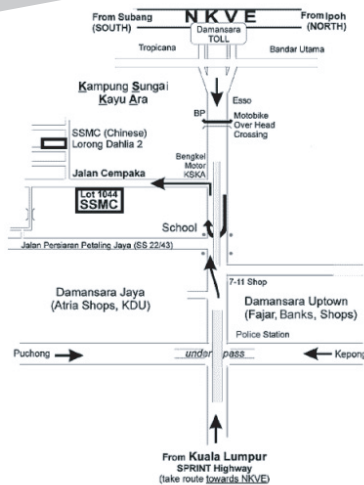 From Subang
(SOUTH)
NKVE
From Ipoh
(NORTH)
Damansara
TOLL
Tropicana
Bandar Utama
Kampung Sungai
Kayu Ara
BP
Esso
Motobike
Over Head
Crossing
SSMC (Chinese)
Lorong Dahlia 2
Bengkel
Motor
KSKA
Jalan Cempaka
Lot 1044
SSMC
School
Jalan Persiaran Petaling Jaya (SS 22/43)
7-11 Shop
Damansara Jaya
(Atria Shops, KDU)
Damansara Uptown
(Fajar, Banks, Shops)
Police Station
Puchong
under pass
Kepong
From Kuala Lumpur
SPRINT Highway
(take route towards NKVE)